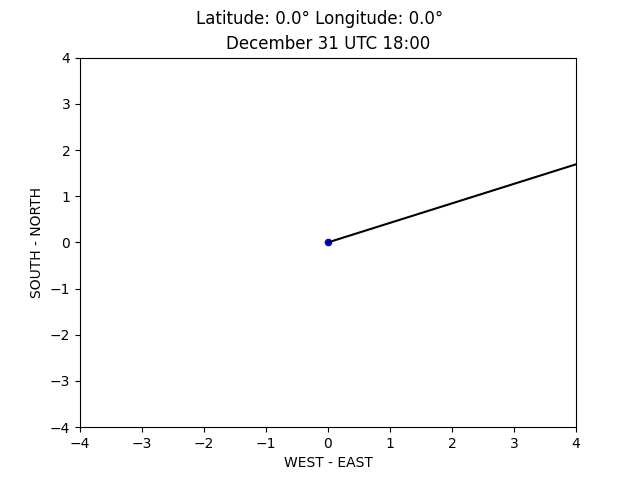 Latitude: 0.0° Longitude: 0.0°
December 31 UTC 18:00
4
3
2
1
0
−1
−2
−3
−4
SOUTH - NORTH
−4 −3 −2 −1 0 1 2 3 4
WEST - EAST